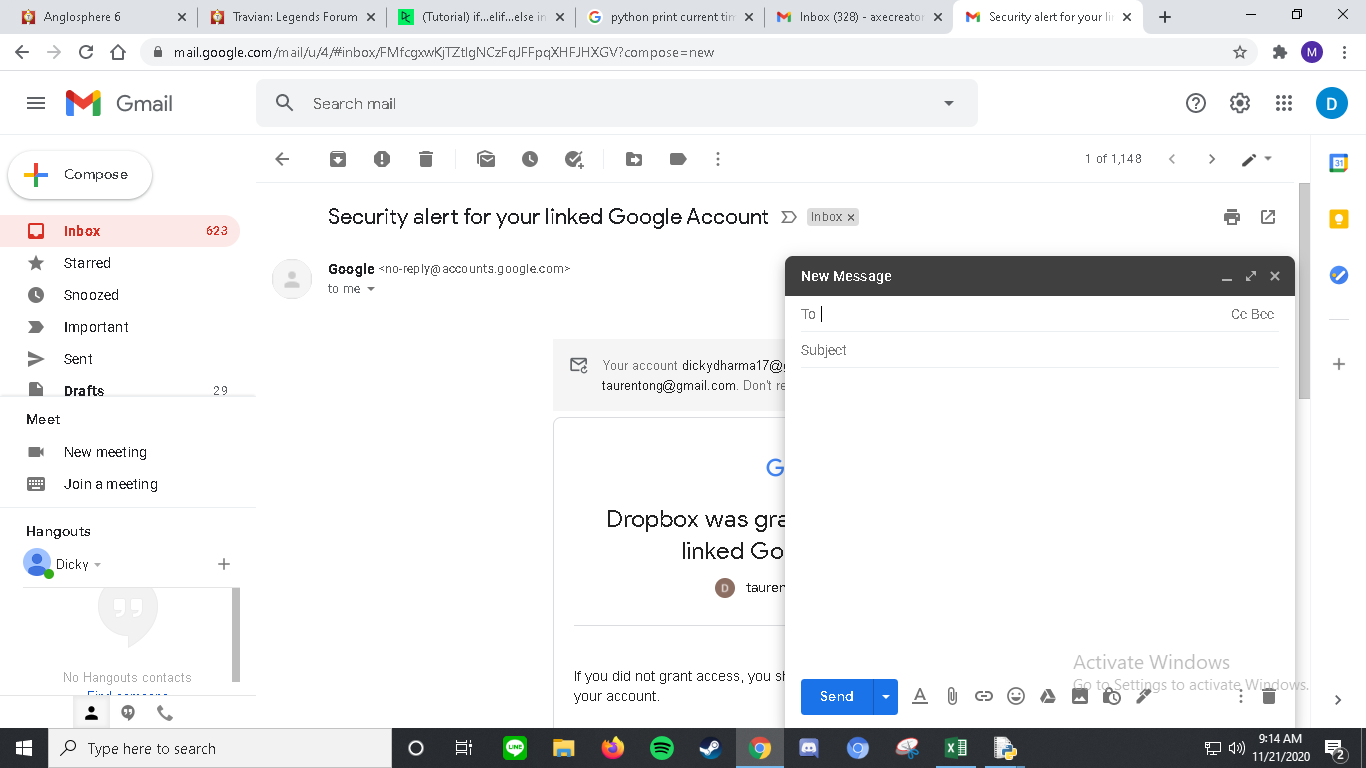 Anglosphere 6
Travian: Legends Forum
(Tutorial) if...elif...else in
python print current tim
Inbox (328) - axecreator
Security alert for your lin
mail.google.com/mail/u/4/#inbox/FMfcgxwKjTZtlgNCzFqJFFpqXHFJHXGV?compose=new
M
Gmail
Search mail
D
Compose
1 of 1,148
31
Security alert for your linked Google Account
Inbox
Inbox 623
Starred
Snoozed
Important
Sent
Drafts 29
Google <no-reply@accounts.google.com>
to me
Your account dickydharma17@g
taurentong@gmail.com. Don't re
G
Dropbox was gra
linked Go
D tauren
If you did not grant access, you sh
your account.
Meet
New meeting
Join a meeting
Hangouts
Dicky
No Hangouts contacts
Find someone
New Message
To
Cc Bcc
Subject
Send
Activate Windows
Go to Settings to activate Windows.
Type here to search
LINE
9:14 AM
11/21/2020
2